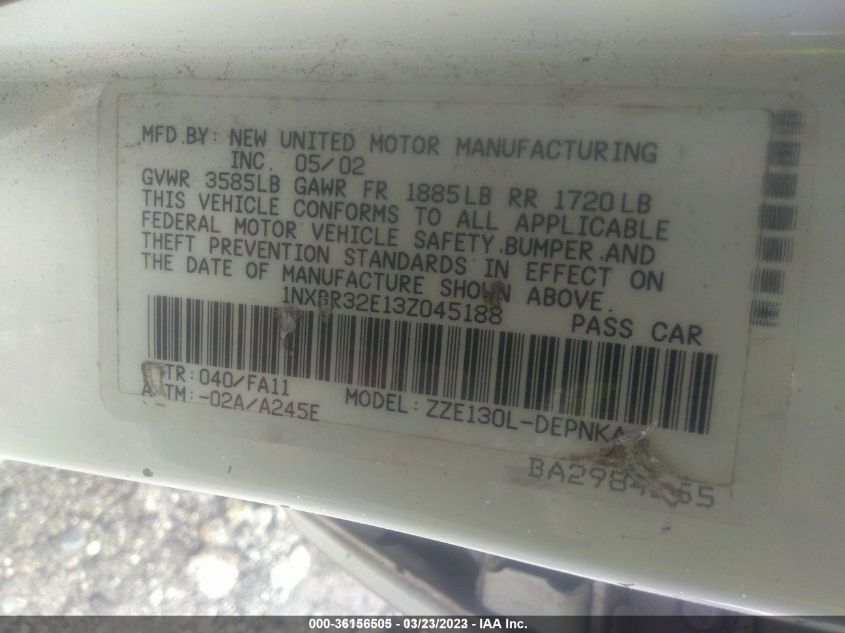 MFD.BY: NEW UNITED MOTOR MANUFACTURING
INC. 05/02
GVWR 3585LB GAWR FR 1885LB RR 1720LB
THIS VEHICLE CONFORMS TO ALL APPLICABLE
FEDERAL MOTOR VEHICLE SAFETY,BUMPER,AND
THEFT PREVENTION STANDARDS IN EFFECT ON
THE DATE OF MANUFACTURE SHOWN ABOVE.
1NXBR32E13Z045188 PASS CAR
040/FA11
-02A/A245E MODEL: ZZE130L-DEPNKA
000-36156505 - 03/23/2023 - © IAA Inc.